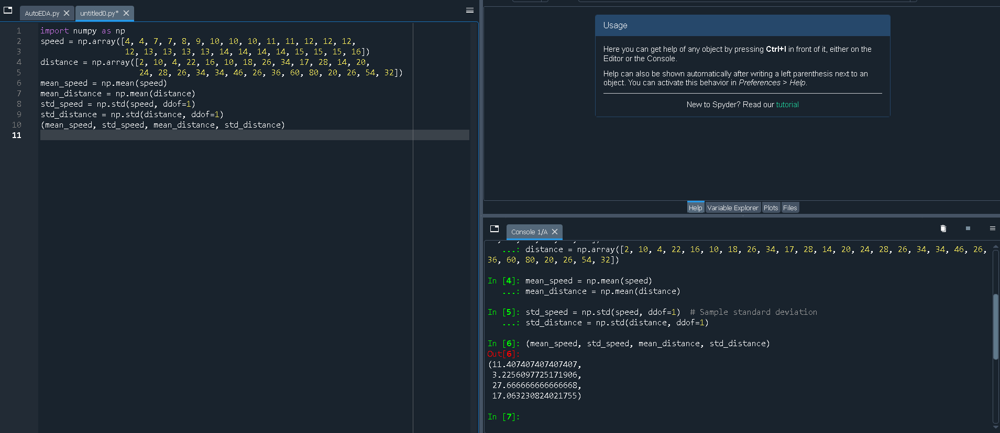 AutoEDA.py
untitled0.py*
1 import numpy as np
2 speed = np.array([4, 4, 7, 7, 8, 9, 10, 10, 10, 11, 11, 12, 12, 12,
3 12, 13, 13, 13, 13, 14, 14, 14, 14, 15, 15, 15, 16])
4 distance = np.array([2, 10, 4, 22, 16, 10, 18, 26, 34, 17, 28, 14, 20,
5 24, 28, 26, 34, 34, 46, 26, 36, 60, 80, 20, 26, 54, 32])
6 mean_speed = np.mean(speed)
7 mean_distance = np.mean(distance)
8 std_speed = np.std(speed, ddof=1)
9 std_distance = np.std(distance, ddof=1)
10 (mean_speed, std_speed, mean_distance, std_distance)
11
Usage
Here you can get help of any object by pressing Ctrl+I in front of it, either on the
Editor or the Console.
Help can also be shown automatically after writing a left parenthesis next to an
object. You can activate this behavior in Preferences > Help.
New to Spyder? Read our tutorial
Help
Variable Explorer
Plots
Files
Console 1/A
...: distance = np.array([2, 10, 4, 22, 16, 10, 18, 26, 34, 17, 28, 14, 20, 24, 28, 26, 34, 34, 46, 26,
36, 60, 80, 20, 26, 54, 32])
In [4]: mean_speed = np.mean(speed)
...: mean_distance = np.mean(distance)
In [5]: std_speed = np.std(speed, ddof=1)  # Sample standard deviation
...: std_distance = np.std(distance, ddof=1)
In [6]: (mean_speed, std_speed, mean_distance, std_distance)
Out[6]:
(11.407407407407407,
3.2256097725171906,
27.666666666666668,
17.063230824021755)
In [7]: